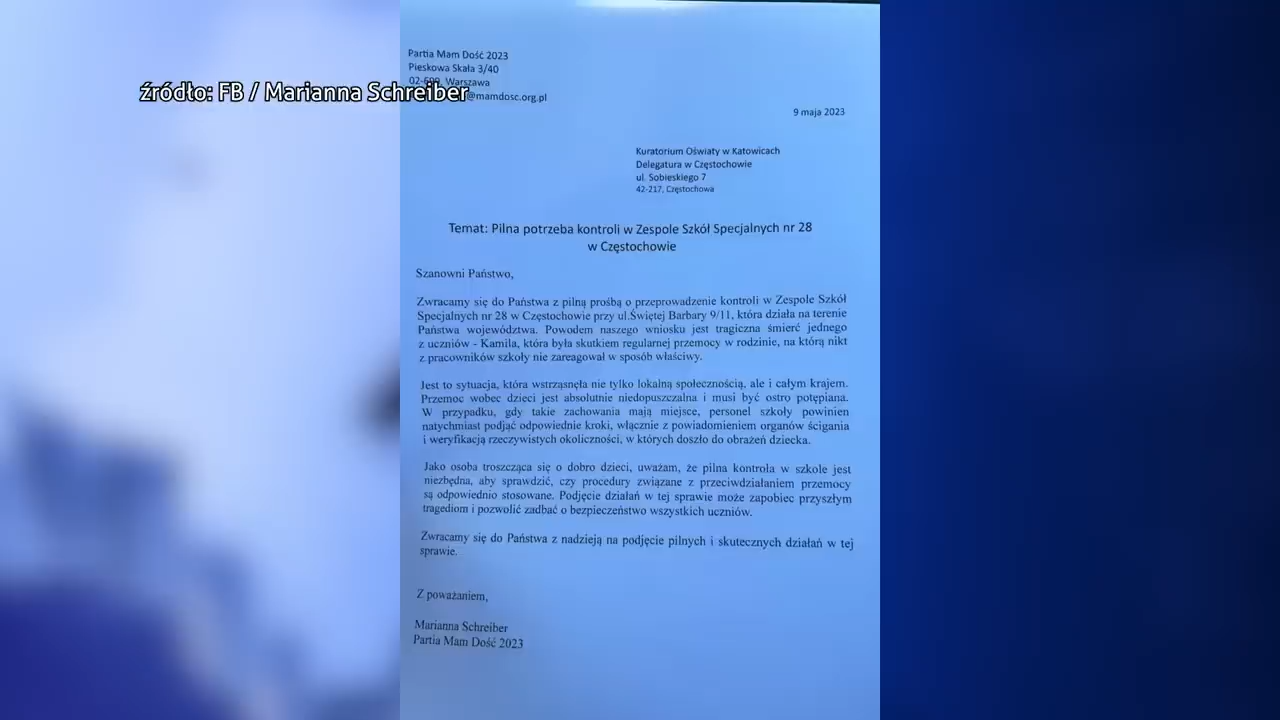 Partia Mam Dość 2023
Pieskowa Skała 3/40
02-699, Warszawa
źródło: FB / Marianna Schreiber
@mamdosc.org.pl
9 maja 2023
Kuratorium Oświaty w Katowicach
Delegatura w Częstochowie
ul. Sobieskiego 7
42-217, Częstochowa
Temat: Pilna potrzeba kontroli w Zespole Szkół Specjalnych nr 28
w Częstochowie
Szanowni Państwo,
Zwracamy się do Państwa z pilną prośbą o przeprowadzenie kontroli w Zespole Szkół
Specjalnych nr 28 w Częstochowie przy ul.Świętej Barbary 9/11, która działa na terenie
Państwa województwa. Powodem naszego wniosku jest tragiczna śmierć jednego
z uczniów - Kamila, która była skutkiem regularnej przemocy w rodzinie, na którą nikt
z pracowników szkoły nie zareagował w sposób właściwy.
Jest to sytuacja, która wstrząsnęła nie tylko lokalną społecznością, ale i całym krajem.
Przemoc wobec dzieci jest absolutnie niedopuszczalna i musi być ostro potępiana.
W przypadku, gdy takie zachowania mają miejsce, personel szkoły powinien
natychmiast podjąć odpowiednie kroki, włącznie z powiadomieniem organów ścigania
i weryfikacją rzeczywistych okoliczności, w których doszło do obrażeń dziecka.
Jako osoba troszcząca się o dobro dzieci, uważam, że pilna kontrola w szkole jest
niezbędna, aby sprawdzić, czy procedury związane z przeciwdziałaniem przemocy
są odpowiednio stosowane. Podjęcie działań w tej sprawie może zapobiec przyszłym
tragediom i pozwolić zadbać o bezpieczeństwo wszystkich uczniów.
Zwracamy się do Państwa z nadzieją na podjęcie pilnych i skutecznych działań w tej
sprawie.
Z poważaniem,
Marianna Schreiber
Partia Mam Dość 2023